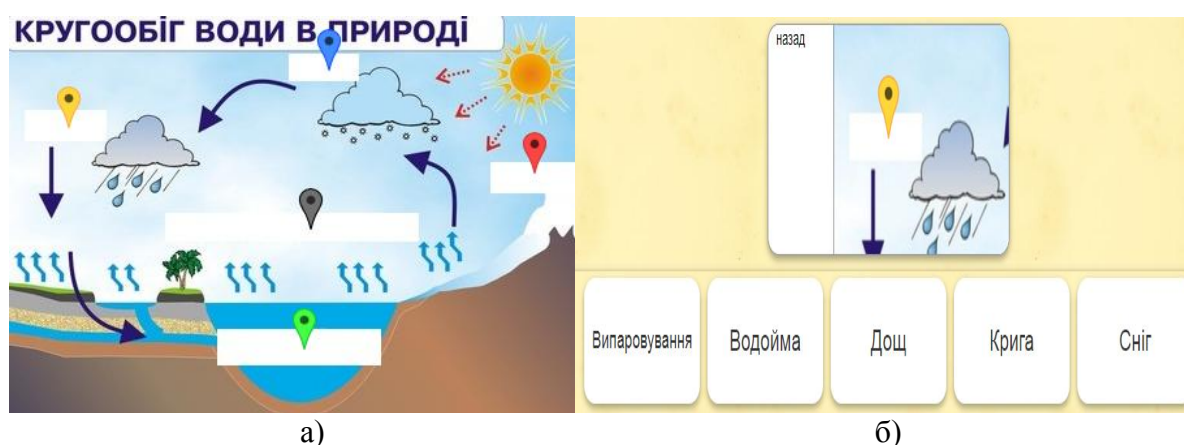 КРУГООБІГ ВОДИ В ПРИРОДІ
назад
Випаровування
Водойма
Дощ
Крига
Сніг
а)
б)